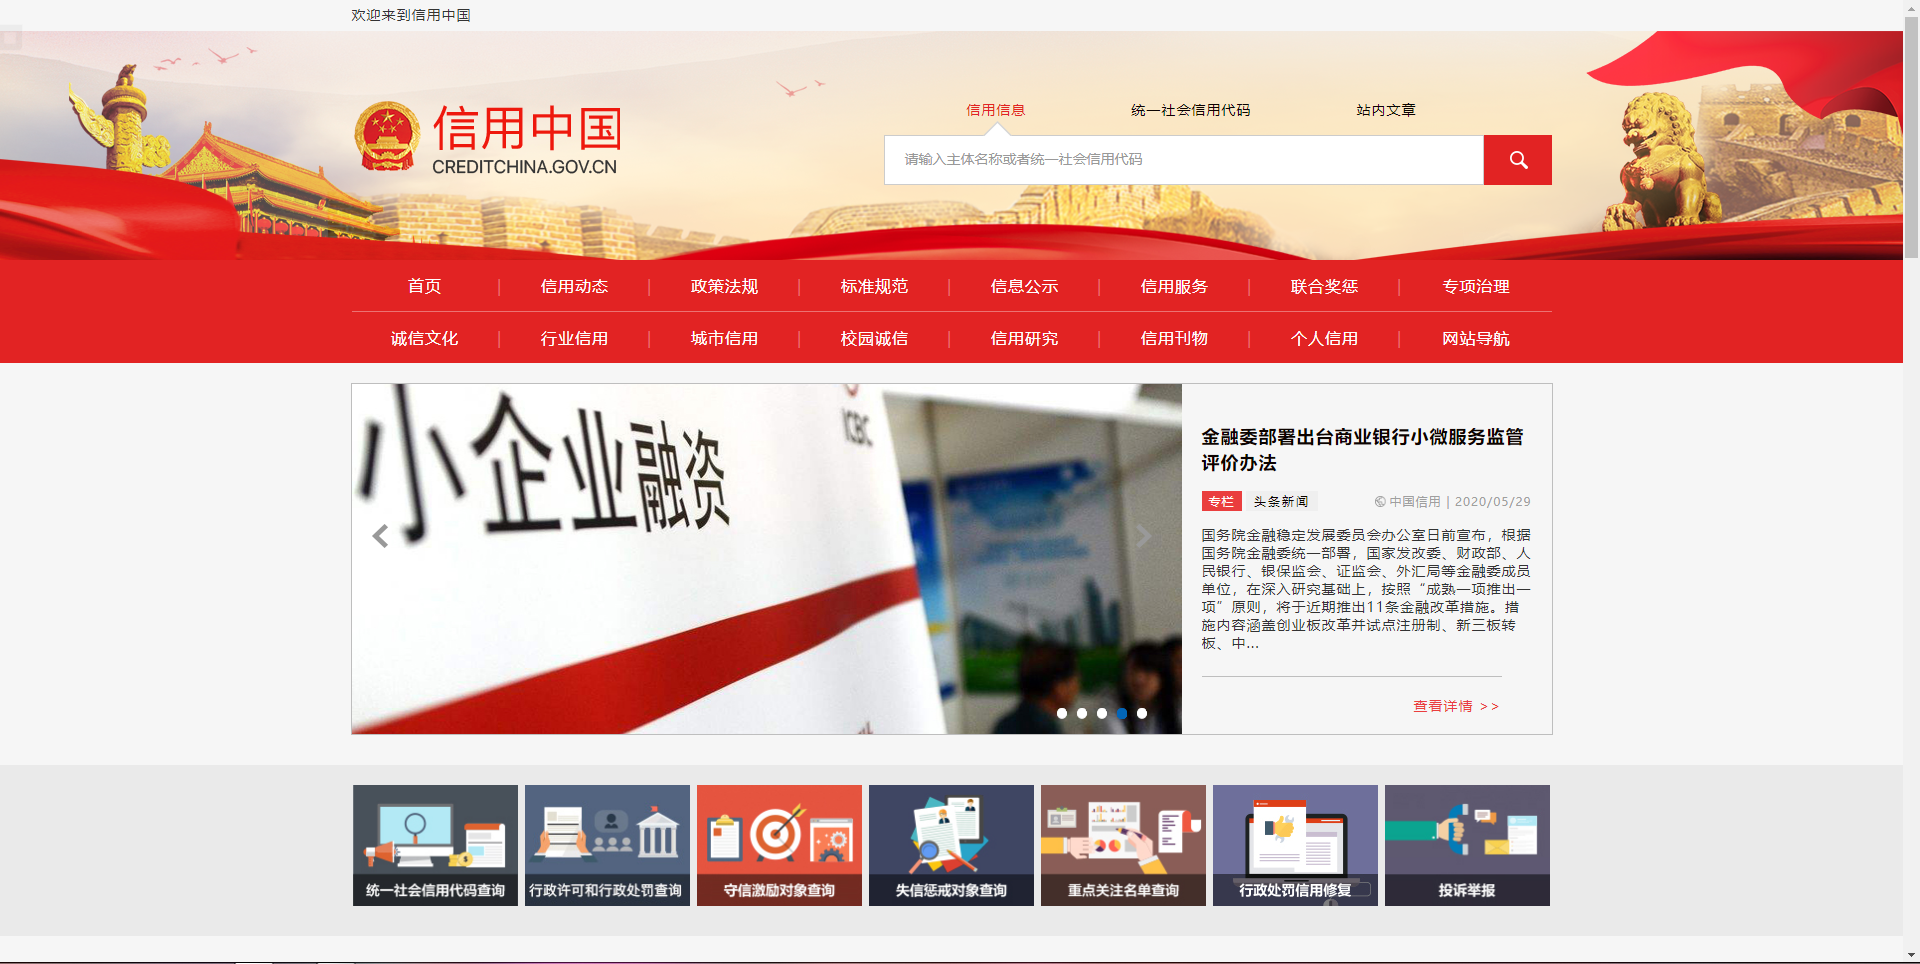 欢迎来到信用中国
信用中国
CREDITCHINA.GOV.CN
信用信息
统一社会信用代码
站内文章
请输入主体名称或者统一社会信用代码
首页 | 信用动态 | 政策法规 | 标准规范 | 信息公示 | 信用服务 | 联合奖惩 | 专项治理
诚信文化 | 行业信用 | 城市信用 | 校园诚信 | 信用研究 | 信用刊物 | 个人信用 | 网站导航
小企业融资
ICBC
金融委部署出台商业银行小微服务监管
评价办法
专栏 头条新闻 中国信用 | 2020/05/29
国务院金融稳定发展委员会办公室日前宣布，根据
国务院金融委统一部署，国家发改委、财政部、人
民银行、银保监会、证监会、外汇局等金融委成员
单位，在深入研究基础上，按照“成熟一项推出一
项”原则，将于近期推出11条金融改革措施。措
施内容涵盖创业板改革并试点注册制、新三板转
板、中...
查看详情 >>
统一社会信用代码查询
行政许可和行政处罚查询
守信激励对象查询
失信惩戒对象查询
重点关注名单查询
行政处罚信用修复
投诉举报